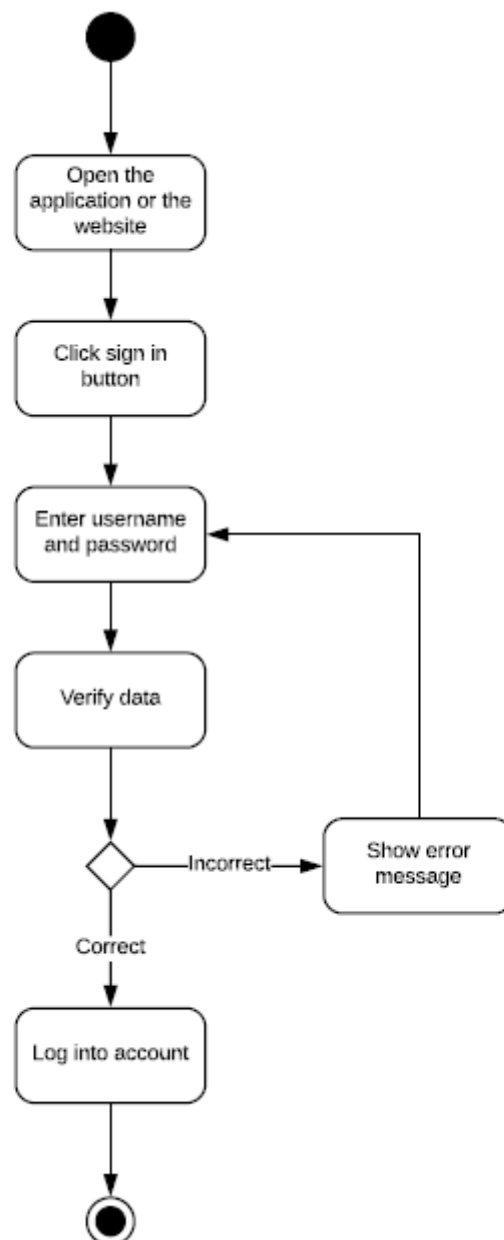 Open the
application or the
website
Click sign in
button
Enter username
and password
Verify data
Incorrect
Show error
message
Correct
Log into account